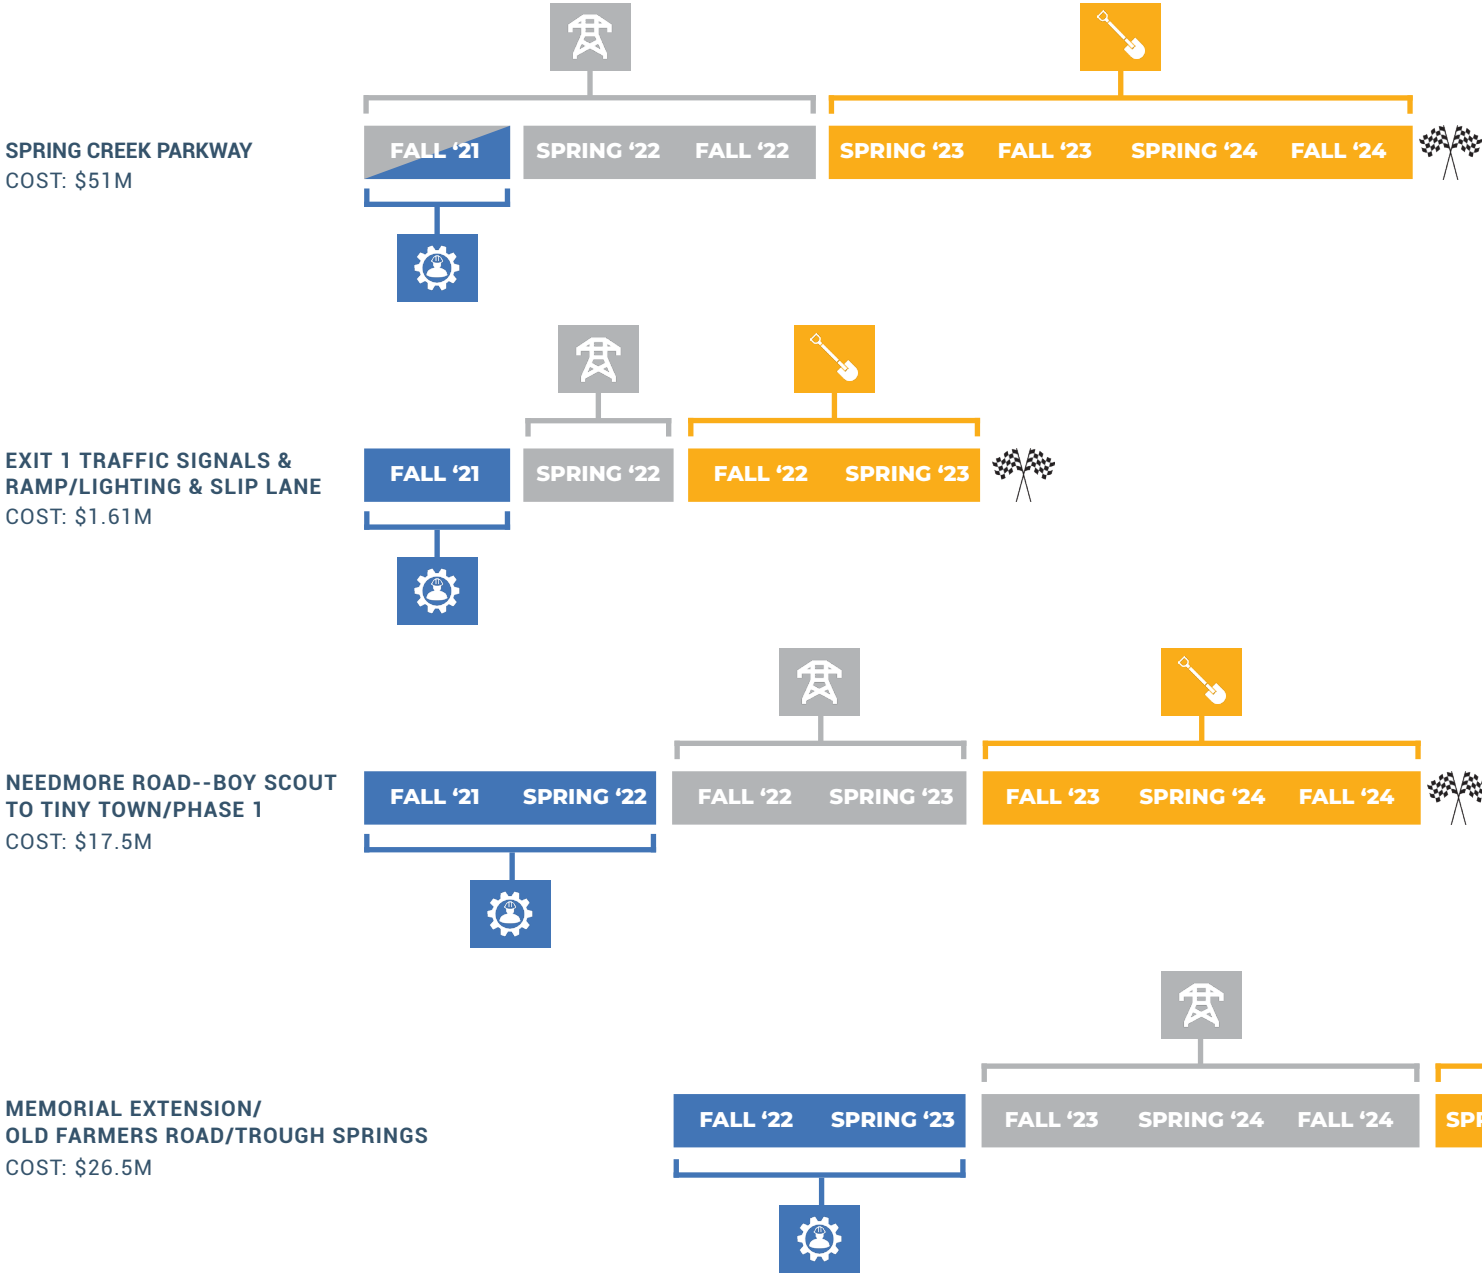 SPRING CREEK PARKWAY
COST: $51M
FALL ‘21 SPRING ‘22 FALL ‘22 SPRING ‘23 FALL ‘23 SPRING ‘24 FALL ‘24
EXIT 1 TRAFFIC SIGNALS &
RAMP/LIGHTING & SLIP LANE
COST: $1.61M
FALL ‘21 SPRING ‘22 FALL ‘22 SPRING ‘23
NEEDMORE ROAD--BOY SCOUT
TO TINY TOWN/PHASE 1
COST: $17.5M
FALL ‘21 SPRING ‘22 FALL ‘22 SPRING ‘23 FALL ‘23 SPRING ‘24 FALL ‘24
MEMORIAL EXTENSION/
OLD FARMERS ROAD/TROUGH SPRINGS
COST: $26.5M
FALL ‘22 SPRING ‘23 FALL ‘23 SPRING ‘24 FALL ‘24